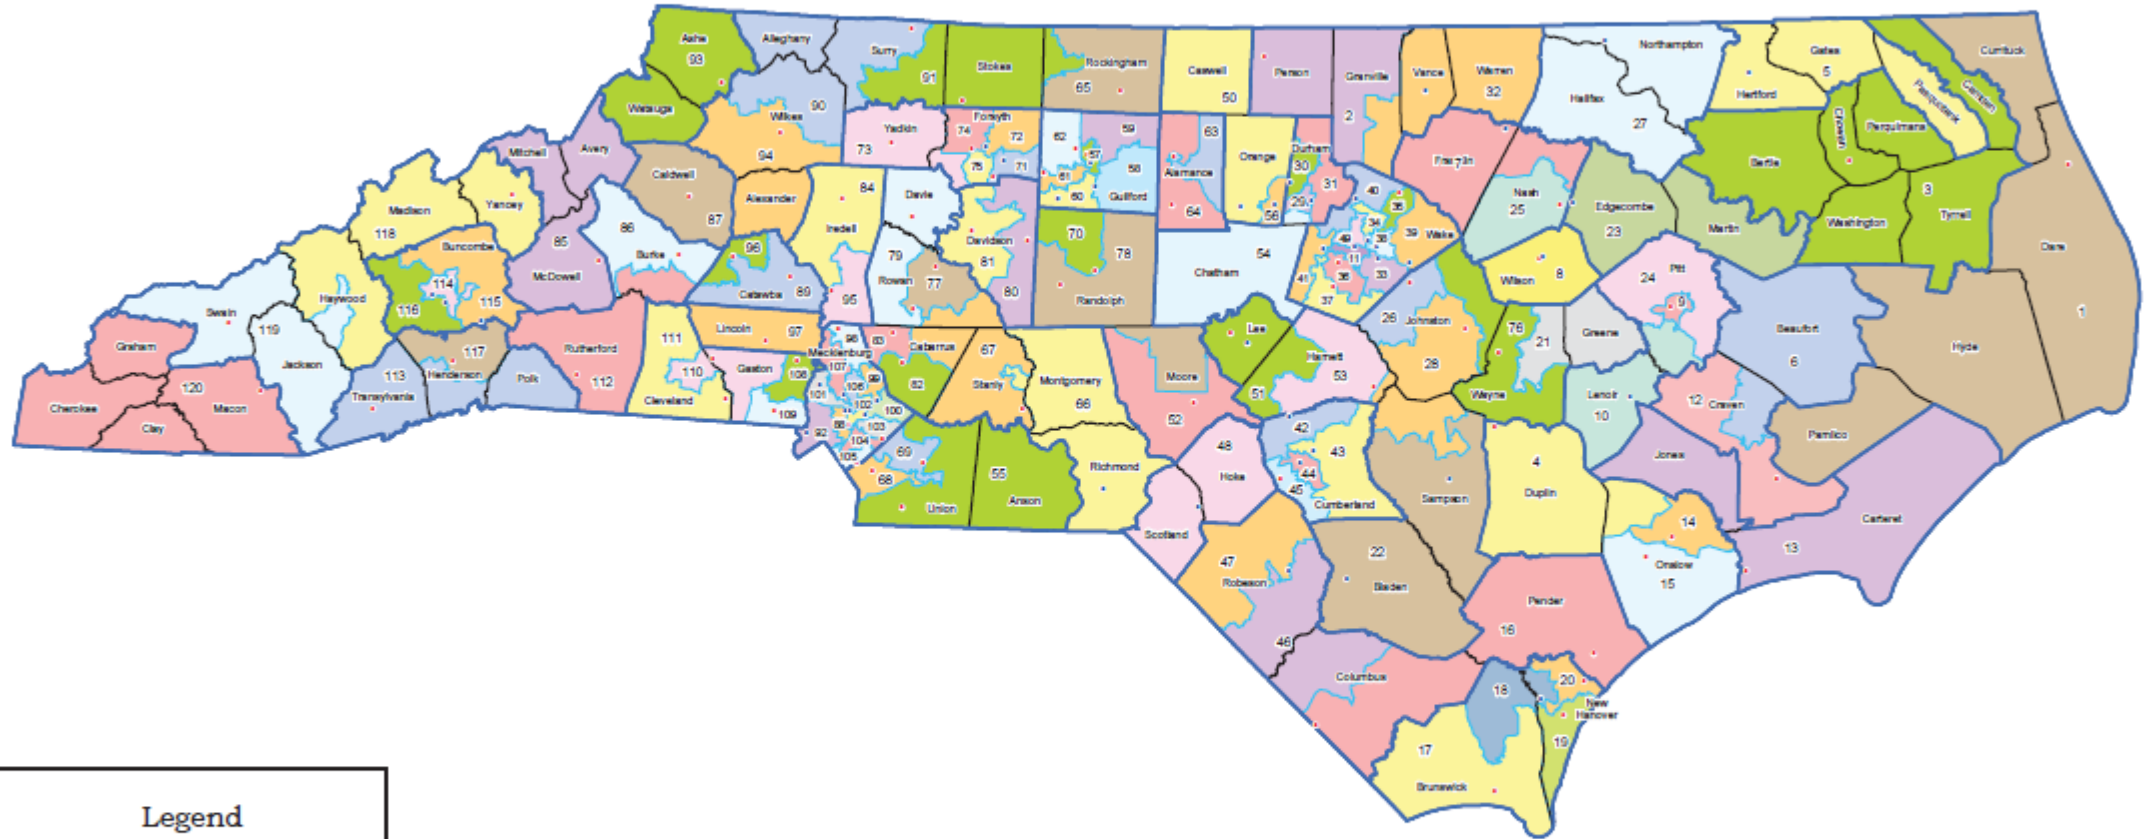 Ashe
93
Alleghany
Surry
91
Stokes
Rockingham
65
Caswell
50
Person
Granville
2
Vance
Warren
32
Northampton
Halifax
27
Hertford
Gates
5
Pasquotank
Camden
Currituck
Watauga
90
Wilkes
94
Yadkin
73
Forsyth
74
72
75
71
62
59
57
58
61
60
Guilford
63
Alamance
64
Orange
56
Durham
30
31
29
Franklin
7
Nash
25
Edgecombe
23
Martin
Bertie
Chowan
Perquimans
3
Tyrrell
Washington
Dare
1
Mitchell
Avery
Caldwell
87
Alexander
84
Iredell
95
Davie
Davidson
81
80
79
Rowan
77
70
78
Randolph
Chatham
54
40
35
34
39
Wake
49
38
11
33
36
41
37
Wilson
8
24
Pitt
9
Madison
118
Yancey
Buncombe
114
116
115
85
McDowell
86
Burke
96
Catawba
89
Swain
119
Haywood
Jackson
Graham
120
Macon
Cherokee
Clay
113
Transylvania
117
Henderson
Polk
Rutherford
112
111
110
Cleveland
Lincoln
97
Gaston
108
109
98
Mecklenburg
107
106
99
101
102
100
88
103
92
104
105
83
Cabarrus
82
67
Stanly
Montgomery
66
Moore
52
Lee
51
Harnett
53
26
Johnston
28
76
21
Wayne
Greene
Lenoir
10
Beaufort
6
Hyde
12
Craven
Pamlico
Jones
Carteret
13
69
68
Union
55
Anson
Richmond
Scotland
48
Hoke
42
43
44
45
Cumberland
Sampson
4
Duplin
14
Onslow
15
47
Robeson
46
22
Bladen
Pender
16
Columbus
18
20
New
Hanover
19
17
Brunswick
Legend